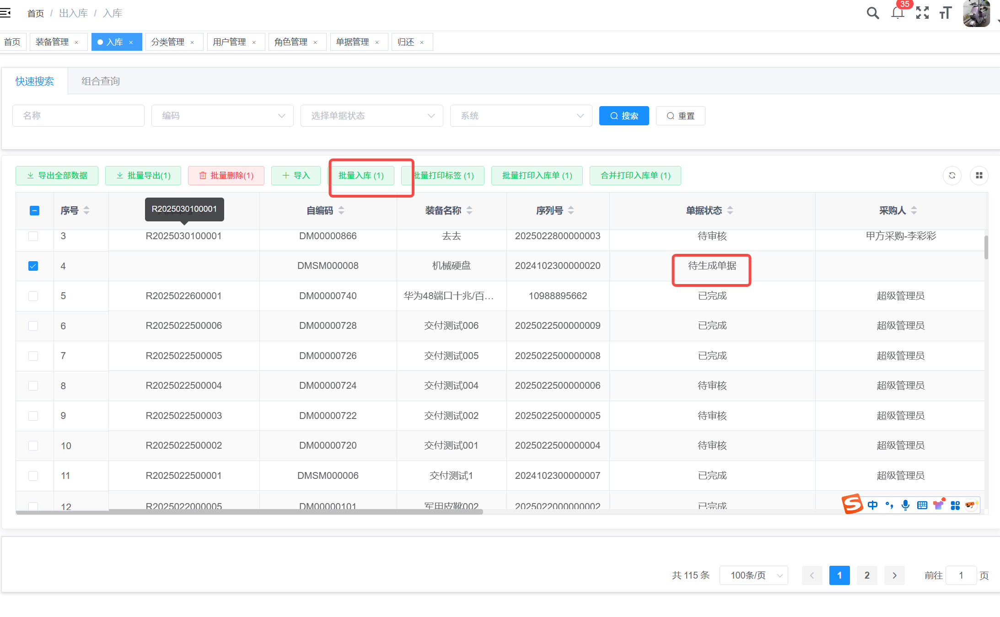 首页 / 出入库 / 入库
35
首页 装备管理 × 入库 × 分类管理 × 用户管理 × 角色管理 × 单据管理 × 归还 ×
快速搜索 组合查询
名称 编码 选择单据状态 系统 搜索 重置
导出全部数据 批量导出(1) 批量删除(1) 导入 批量入库 (1) 批量打印标签 (1) 批量打印入库单 (1) 合并打印入库单 (1)
R2025030100001
序号 自编码 装备名称 序列号 单据状态 采购人
3 R2025030100001 DM00000866 去去 2025022800000003 待审核 甲方采购-李彩彩
4 DMSM000008 机械硬盘 2024102300000020 待生成单据
5 R2025022600001 DM00000740 华为48端口十兆/百… 10988895662 已完成 超级管理员
6 R2025022500006 DM00000728 交付测试006 2025022500000009 已完成 超级管理员
7 R2025022500005 DM00000726 交付测试005 2025022500000008 已完成 超级管理员
8 R2025022500004 DM00000724 交付测试004 2025022500000006 待审核 超级管理员
9 R2025022500003 DM00000722 交付测试002 2025022500000005 待审核 超级管理员
10 R2025022500002 DM00000720 交付测试001 2025022500000004 待审核 超级管理员
11 R2025022500001 DMSM000006 交付测试1 2024102300000007 已完成 超级管理员
12 R2025022000005 DM00000101 军用皮靴002 2025022000000002 已完成
中
共 115 条 100条/页 1 2 前往 1 页